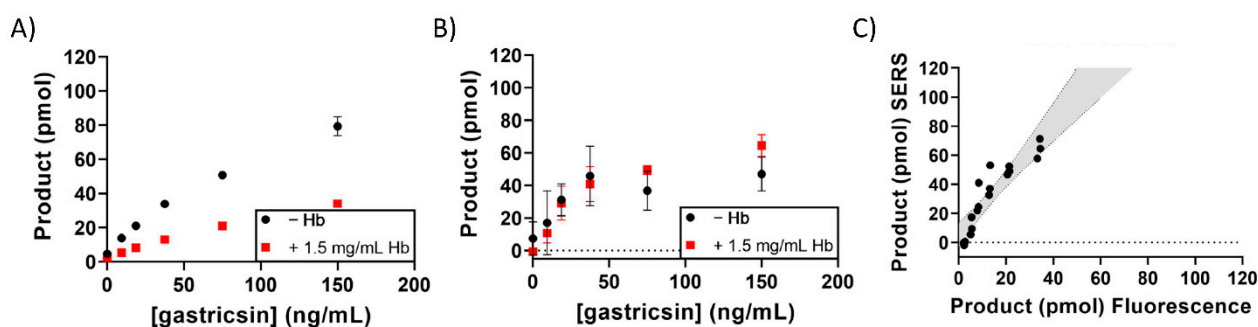 A)
Product (pmol)
120
100
80
60
40
20
0
0 50 100 150 200
[gastricsin] (ng/mL)
– Hb
+ 1.5 mg/mL Hb
B)
Product (pmol)
120
100
80
60
40
20
0
0 50 100 150 200
[gastricsin] (ng/mL)
– Hb
+ 1.5 mg/mL Hb
C)
Product (pmol) SERS
120
100
80
60
40
20
0
0 20 40 60 80 100 120
Product (pmol) Fluorescence